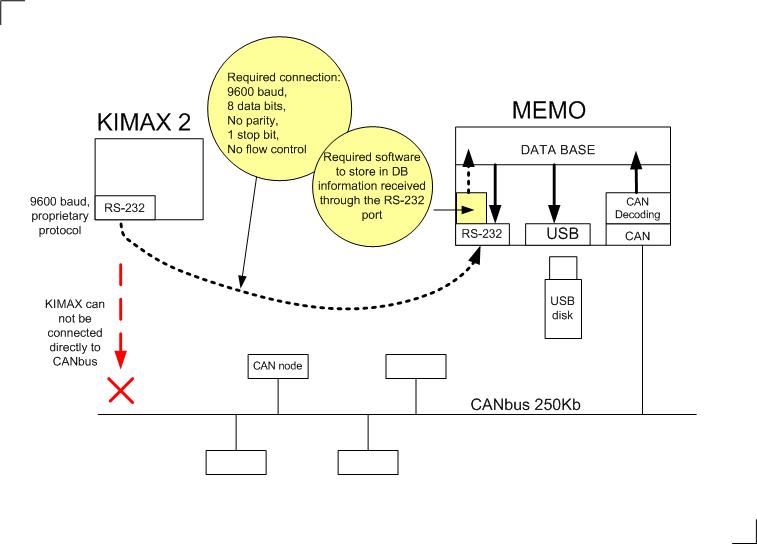 Required connection:
9600 baud,
8 data bits,
No parity,
1 stop bit,
No flow control
KIMAX 2
MEMO
Required software
to store in DB
information received
through the RS-232
port
DATA BASE
9600 baud,
proprietary
protocol
RS-232
CAN
Decoding
RS-232
USB
CAN
KIMAX can
not be
connected
directly to
CANbus
USB
disk
CAN node
CANbus 250Kb